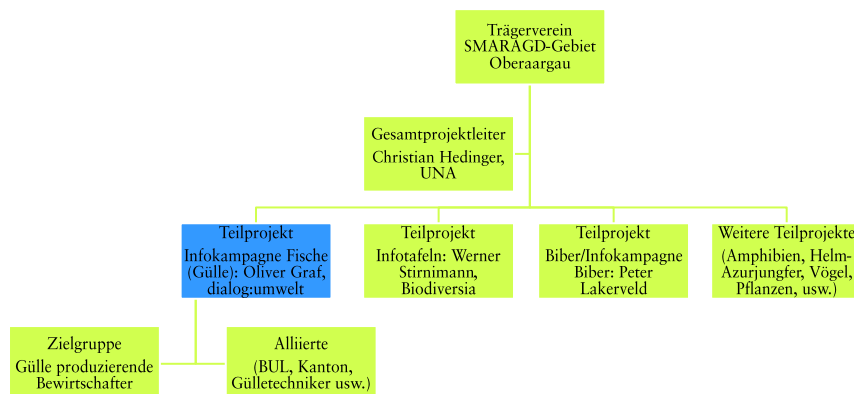 Trägerverein
SMARAGD-Gebiet
Oberaargau
Gesamtprojektleiter
Christian Hedinger,
UNA
Teilprojekt
Infokampagne Fische
(Gülle): Oliver Graf,
dialog:umwelt
Teilprojekt
Infotafeln: Werner
Stirnimann,
Biodiversia
Teilprojekt
Biber/Infokampagne
Biber: Peter
Lakerveld
Weitere Teilprojekte
(Amphibien, Helm-
Azurjungfer, Vögel,
Pflanzen, usw.)
Zielgruppe
Gülle produzierende
Bewirtschafter
Alliierte
(BUL, Kanton,
Gülletechniker usw.)